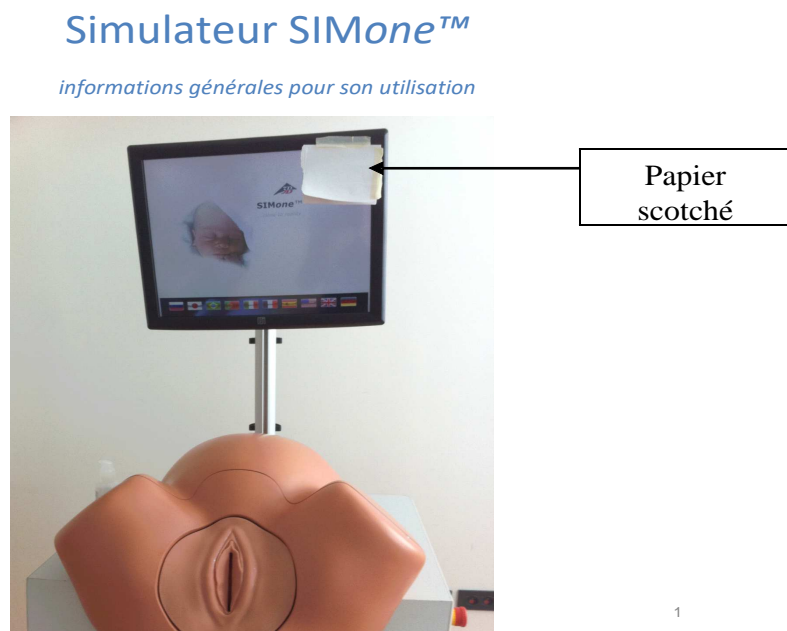 Simulateur SIMone™
informations générales pour son utilisation
SIMone™
Papier
scotché
1